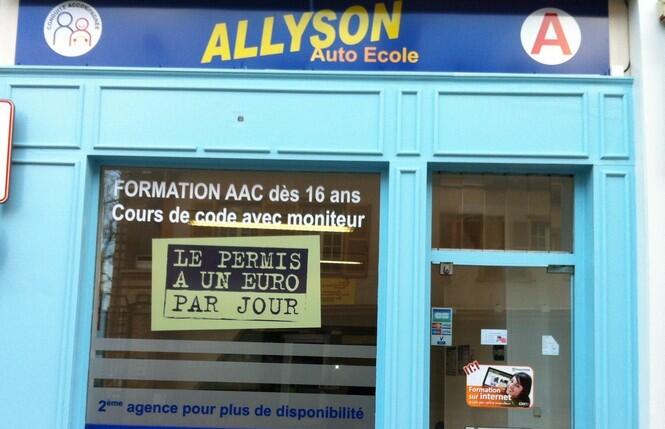 CONDUITE ACCOMPAGNÉE
ALLYSON
Auto Ecole
A
FORMATION AAC dès 16 ans
Cours de code avec moniteur
LE PERMIS
A UN EURO
PAR JOUR
2ème agence pour plus de disponibilité
Formation
sur internet